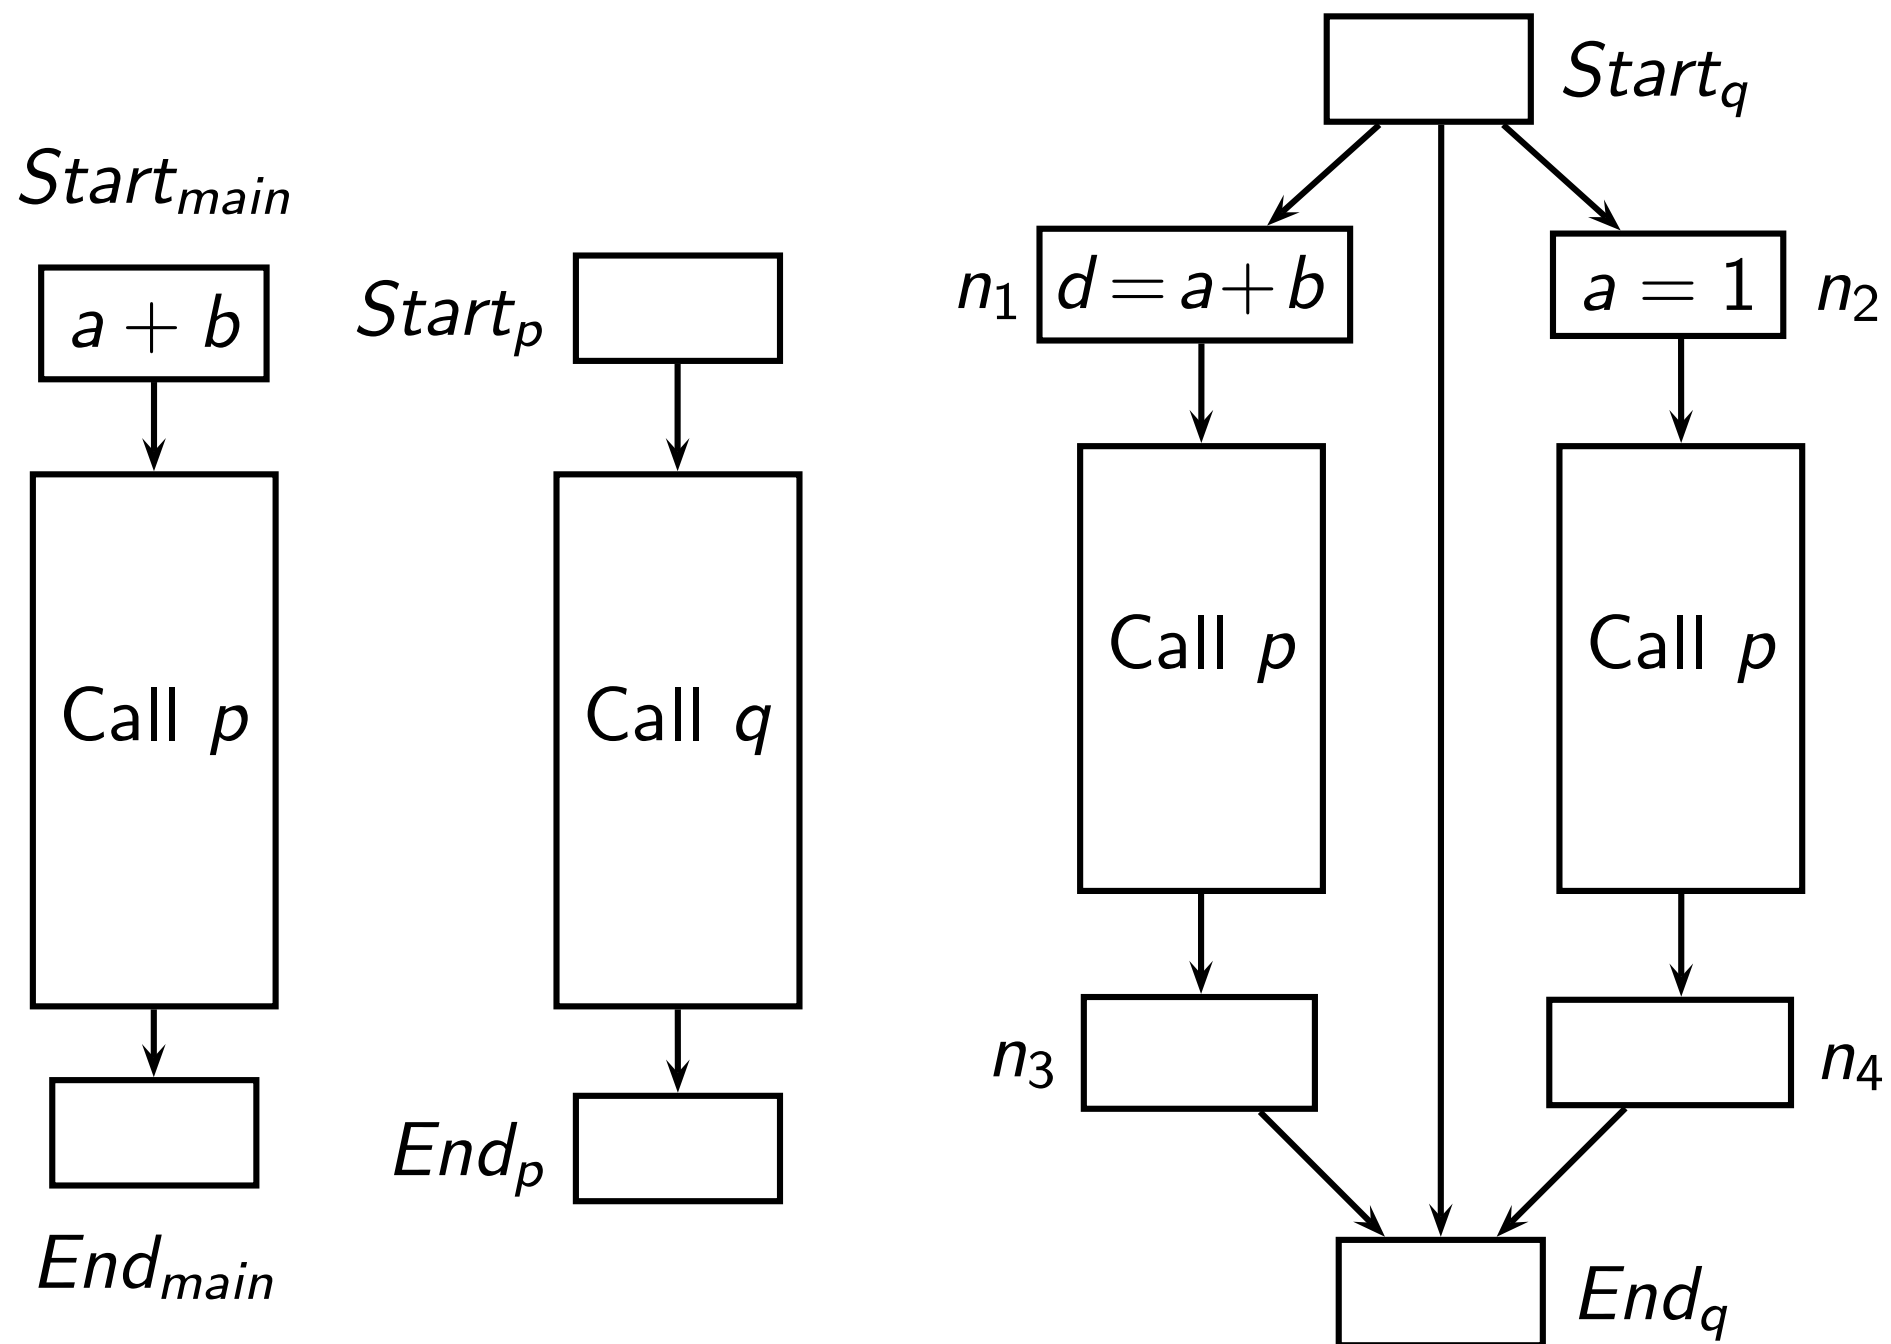 Start_main
a + b
Call p
End_main
Start_p
Call q
End_p
Start_q
n_1
d = a + b
a = 1
n_2
Call p
Call p
n_3
n_4
End_q